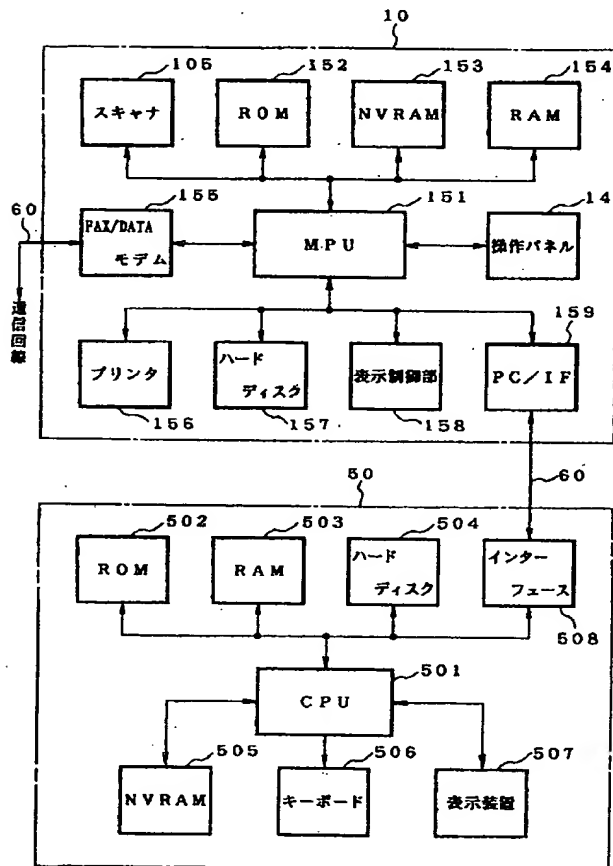 10
105
152
153
154
スキャナ
ROM
NVRAM
RAM
60
155
151
14
FAX/DATA
モデム
MPU
操作パネル
通信回線
159
プリンタ
ハード
ディスク
表示制御部
PC/IF
156
157
158
50
60
502
503
504
ROM
RAM
ハード
ディスク
インター
フェース
508
501
CPU
505
506
507
NVRAM
キーボード
表示装置